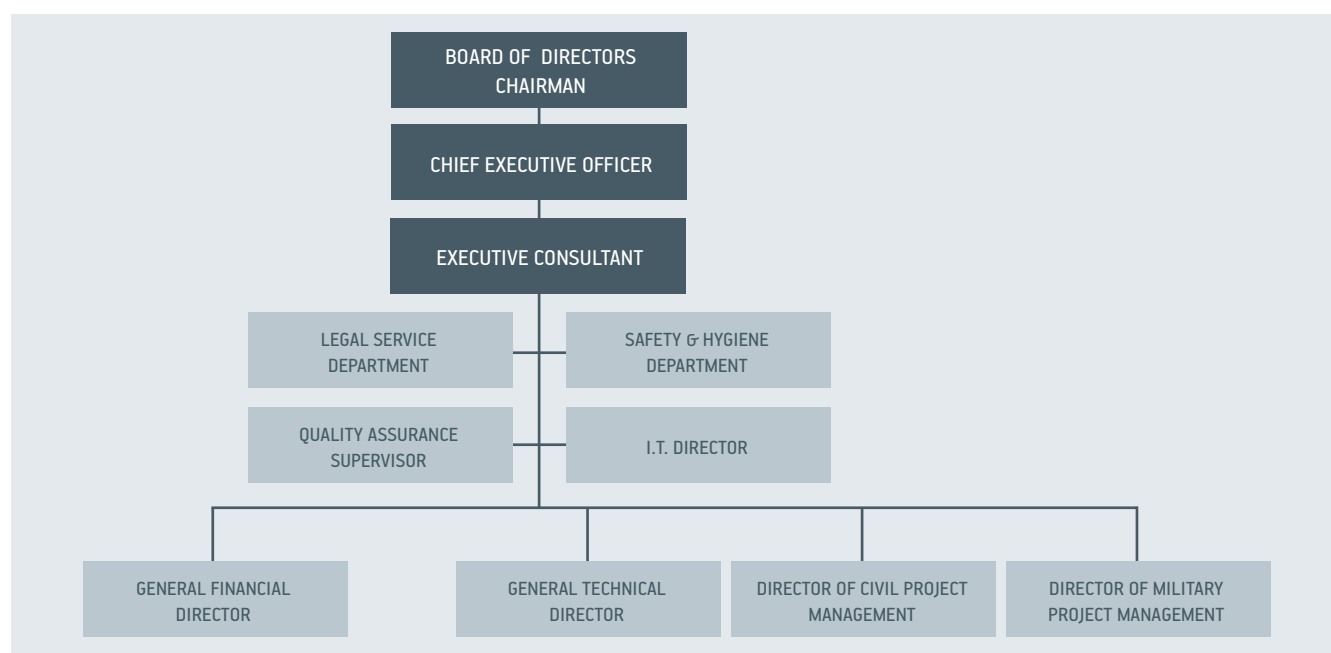 BOARD OF DIRECTORS
CHAIRMAN
CHIEF EXECUTIVE OFFICER
EXECUTIVE CONSULTANT
LEGAL SERVICE
DEPARTMENT
SAFETY & HYGIENE
DEPARTMENT
QUALITY ASSURANCE
SUPERVISOR
I.T. DIRECTOR
GENERAL FINANCIAL
DIRECTOR
GENERAL TECHNICAL
DIRECTOR
DIRECTOR OF CIVIL PROJECT
MANAGEMENT
DIRECTOR OF MILITARY
PROJECT MANAGEMENT